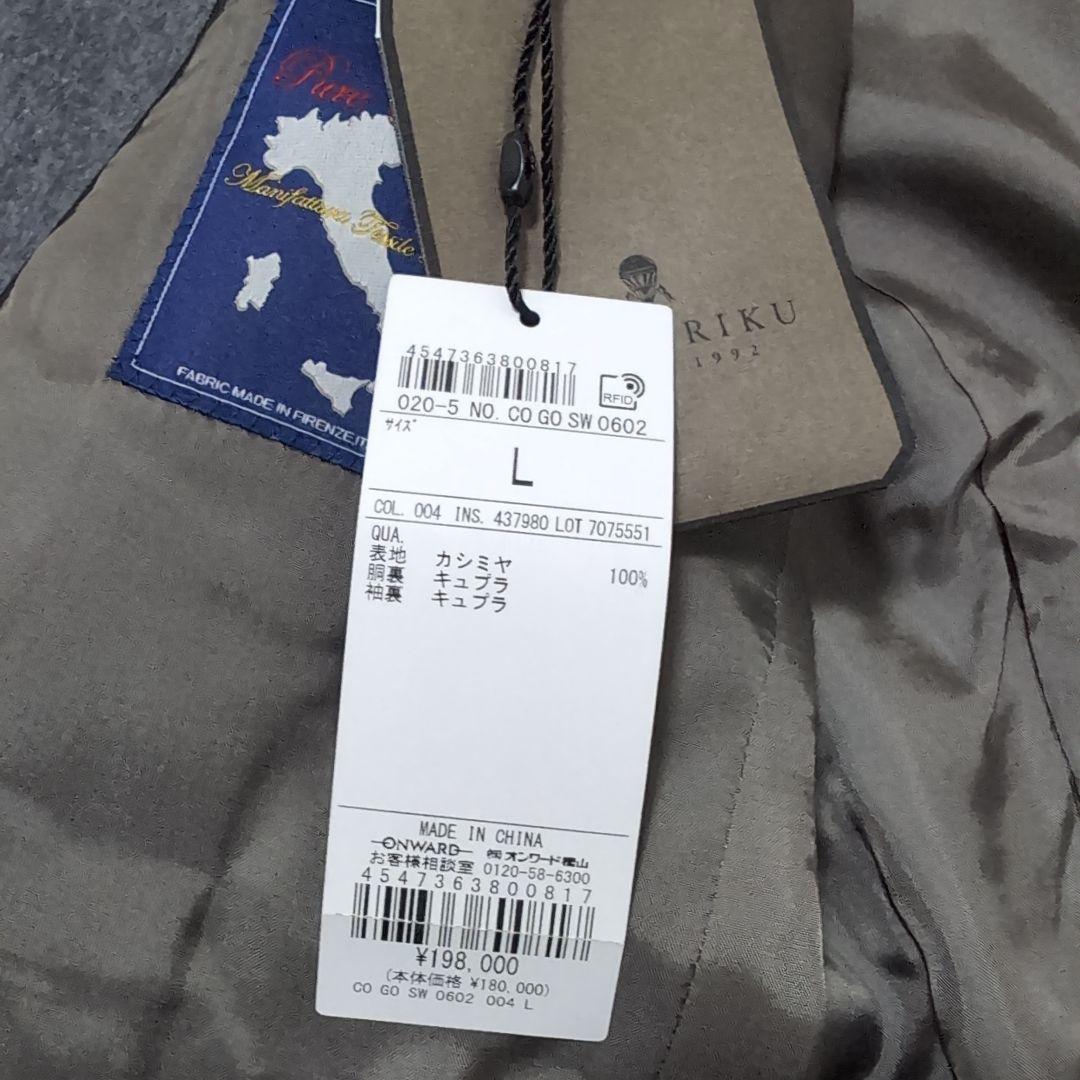 Pure
Manifattura Tessile
FABRIC MADE IN FIRENZE,IT
RIKU
1992
4547363800817
RFID
020-5 NO. CO GO SW 0602
サイズ
L
COL. 004 INS. 437980 LOT 7075551
QUA.
表地 カシミヤ 100%
胴裏 キュプラ
袖裏 キュプラ
MADE IN CHINA
ONWARD ㈱オンワード樫山
お客様相談室 0120-58-6300
4547363800817
¥198,000
(本体価格 ¥180,000)
CO GO SW 0602 004 L